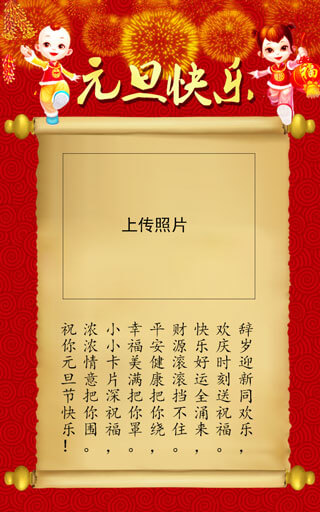 元旦快乐
福
上传照片
辞岁迎新同欢乐，
欢庆时刻送祝福。
快乐好运全涌来，
财源滚滚挡不住。
平安健康把你绕，
幸福美满把你罩。
小小卡片深祝福，
浓浓情意把你围。
祝你元旦节快乐！